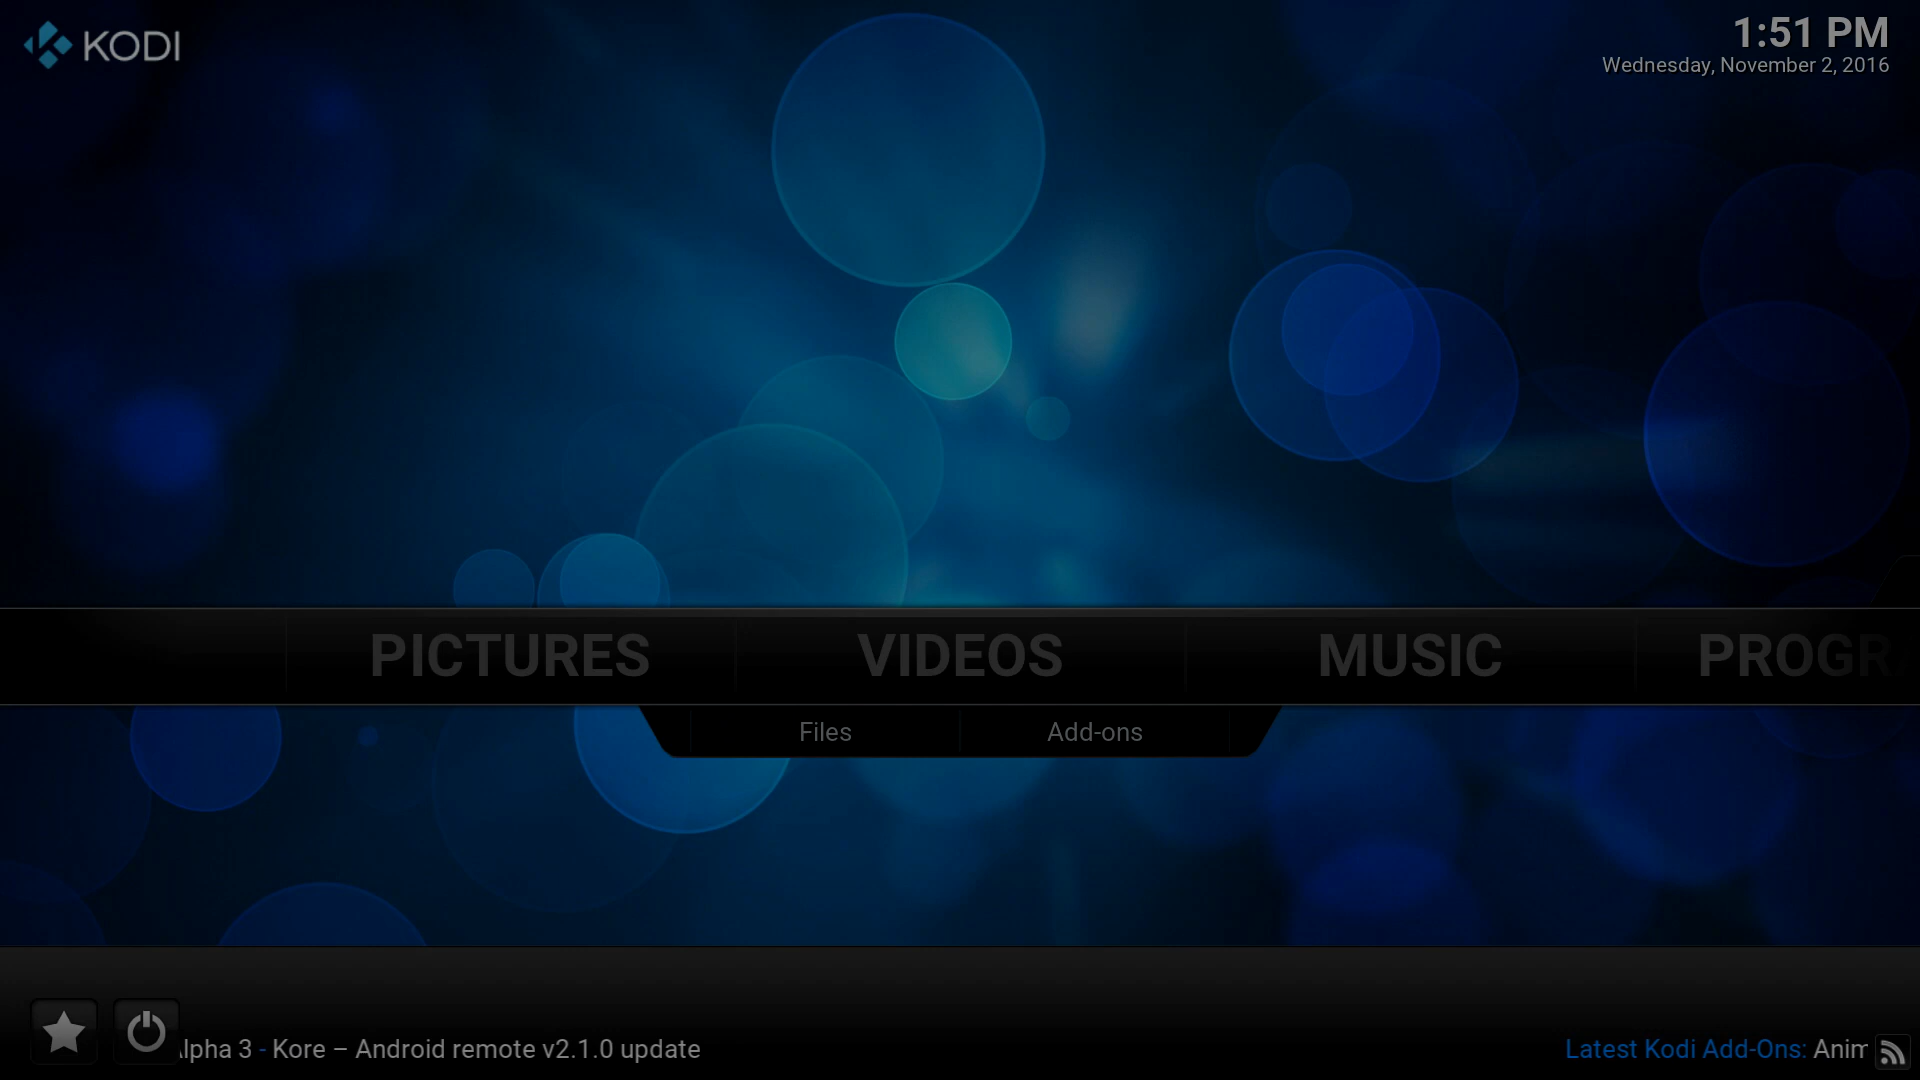 KODI
1:51 PM
Wednesday, November 2, 2016
PICTURES VIDEOS MUSIC
Files Add-ons
3 - Kore – Android remote v2.1.0 update
Latest Kodi Add-Ons: